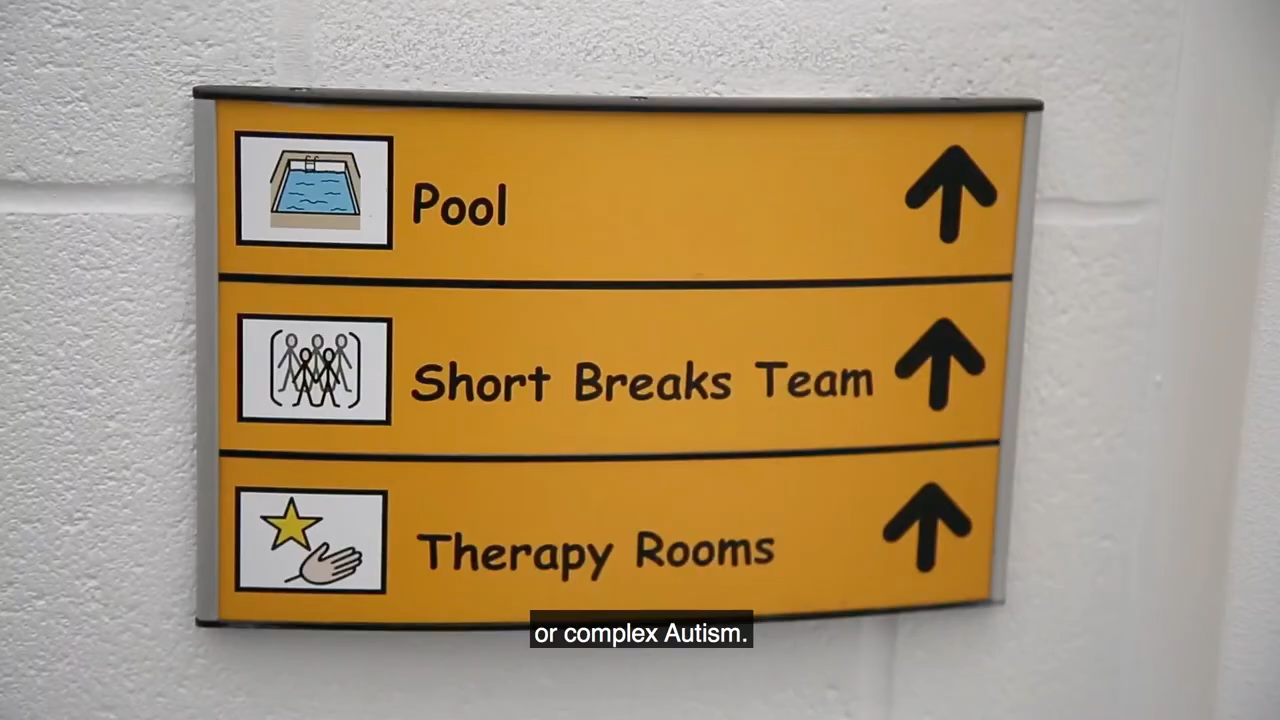 Pool
Short Breaks Team
Therapy Rooms
or complex Autism.